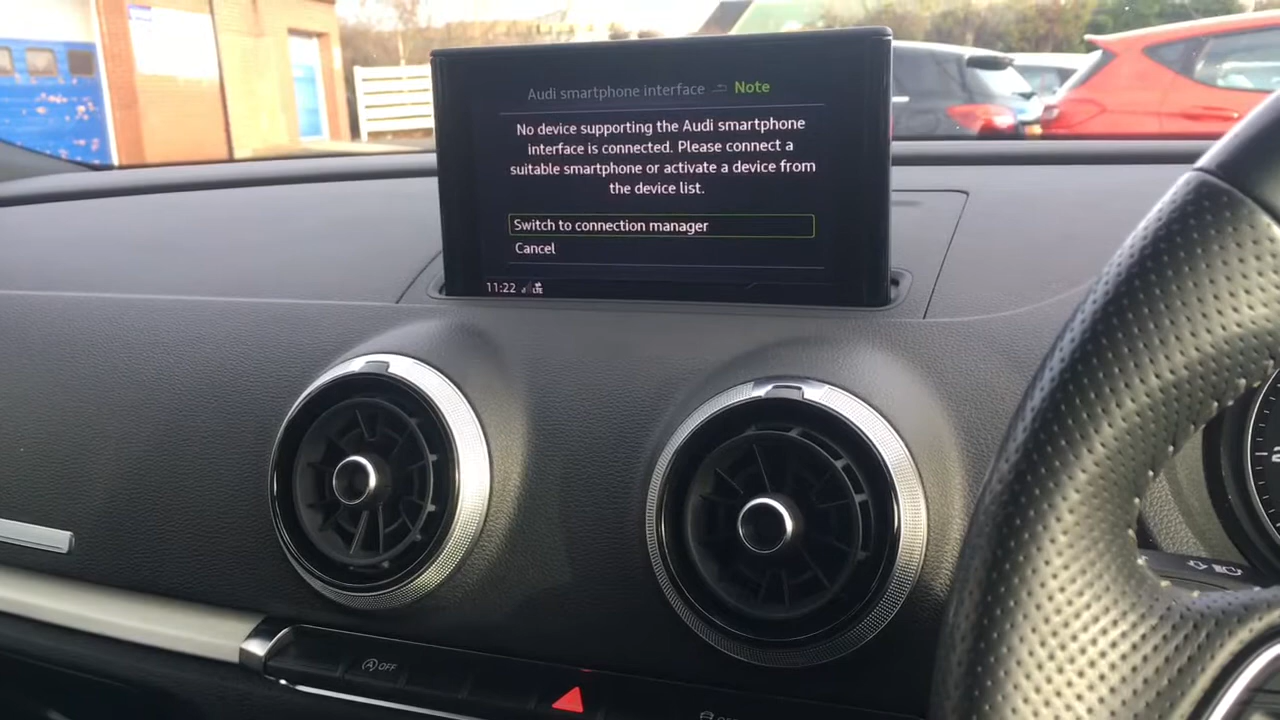 Audi smartphone interface Note
No device supporting the Audi smartphone
interface is connected. Please connect a
suitable smartphone or activate a device from
the device list.
Switch to connection manager
Cancel
11:22 LTE
OFF